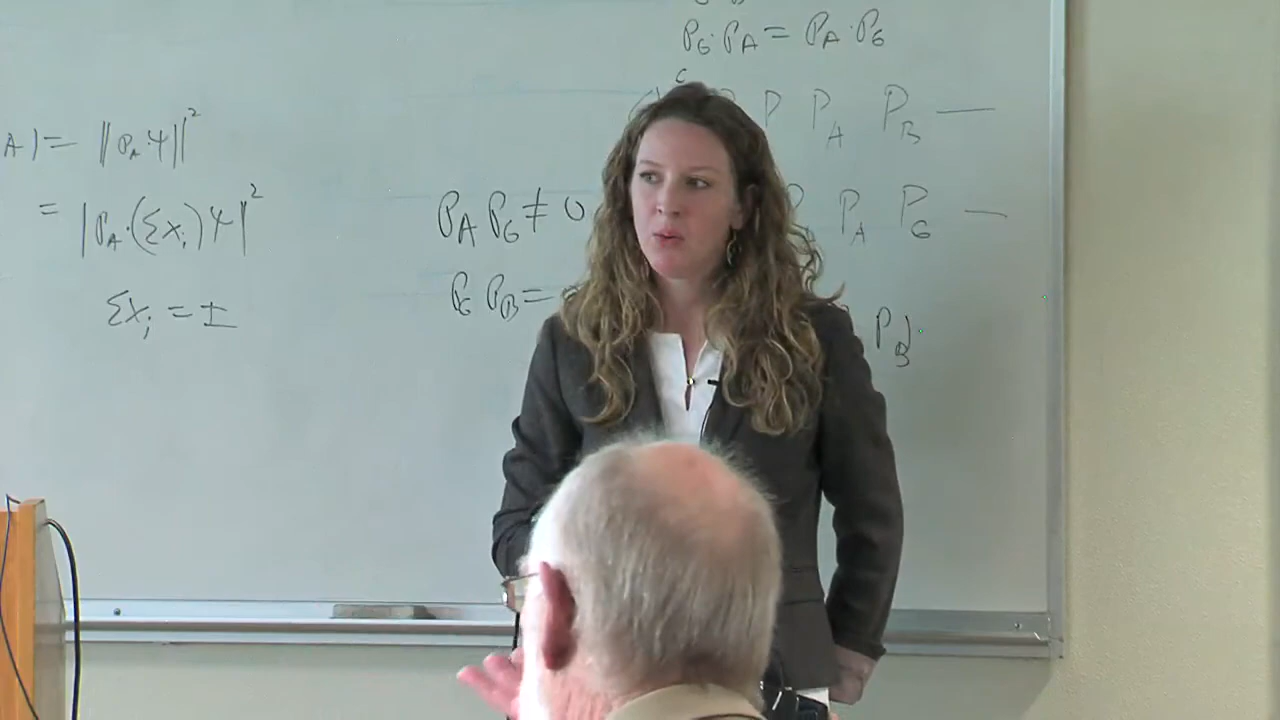 A)= ||P_A·Ψ||²
= |P_A·(Σx_i)Ψ||²
Σx_i = ±
P_A P_G ≠ 0
P_G P_B =
P_G·P_A = P_A·P_G
P P_A P_B —
P_A P_G —
P_B)